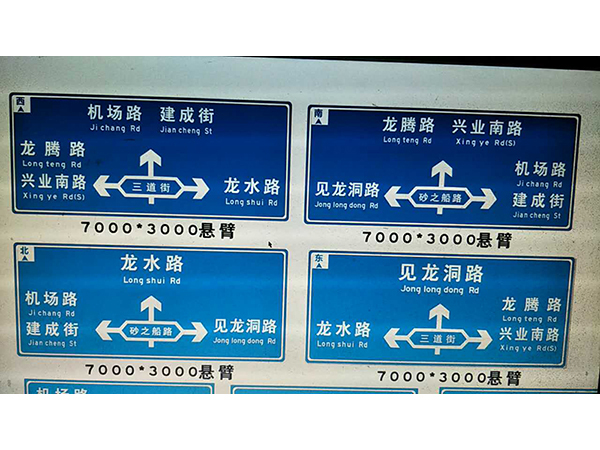 西
机场路 建成街
Ji chang Rd Jian cheng St
龙腾路
Long teng Rd
兴业南路
Xing ye Rd(S)
三道街
龙水路
Long shui Rd
7000*3000悬臂
南
龙腾路 兴业南路
Long teng Rd Xing ye Rd(S)
见龙洞路
Jong long dong Rd
砂之船路
机场路
Ji chang Rd
建成街
Jian cheng St
7000*3000悬臂
北
龙水路
Long shui Rd
机场路
Ji chang Rd
建成街
Jian cheng St
砂之船路
见龙洞路
Jong long dong Rd
7000*3000悬臂
东
见龙洞路
Jong long dong Rd
龙水路
Long shui Rd
三道街
龙腾路
Long teng Rd
兴业南路
Xing ye Rd(S)
7000*3000悬臂
机场路